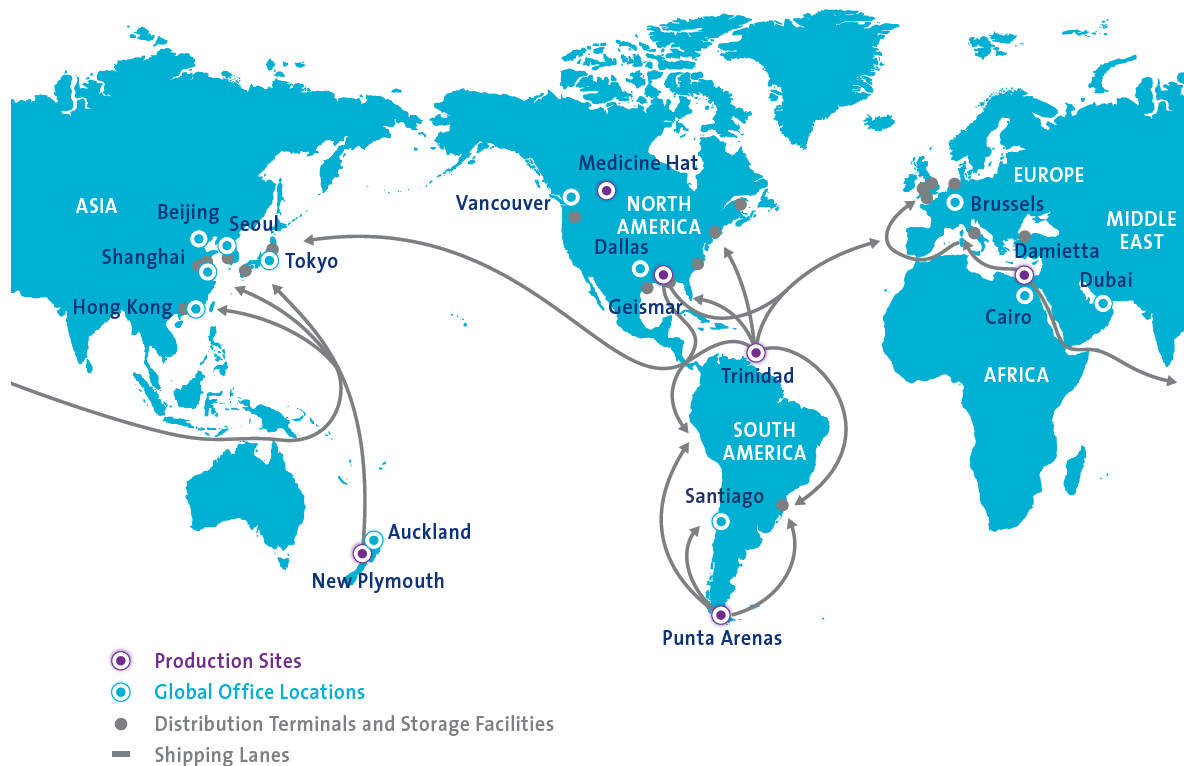 Medicine Hat
EUROPE
ASIA
Vancouver
NORTH
AMERICA
Brussels
Beijing
Seoul
MIDDLE
EAST
Shanghai
Tokyo
Dallas
Damietta
Dubai
Hong Kong
Geismar
Cairo
Trinidad
AFRICA
SOUTH
AMERICA
Santiago
Auckland
New Plymouth
Punta Arenas
Production Sites
Global Office Locations
Distribution Terminals and Storage Facilities
Shipping Lanes